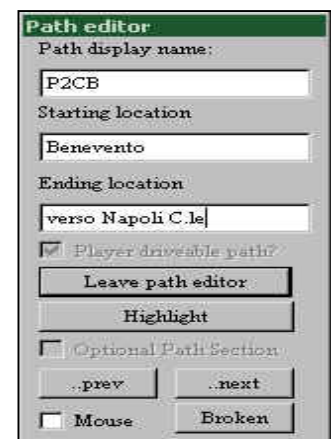 Path editor
Path display name:
P2CB
Starting location
Benevento
Ending location
verso Napoli C.le
Player driveable path?
Leave path editor
Highlight
Optional Path Section
..prev ..next
Mouse Broken